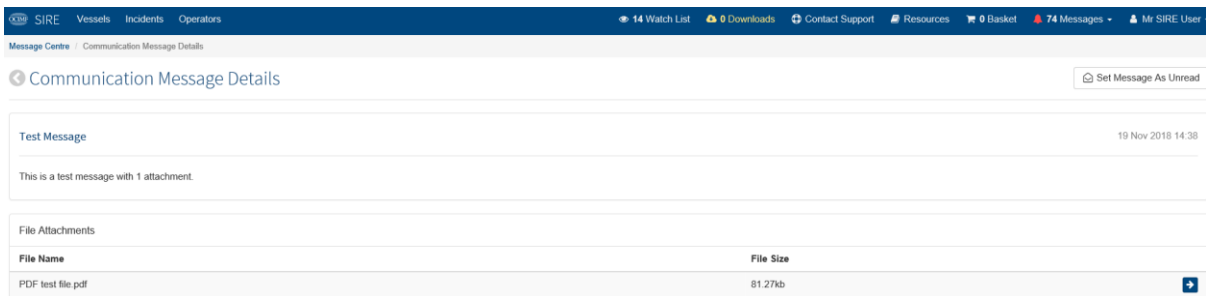 OCIMF SIRE Vessels Incidents Operators 14 Watch List 0 Downloads Contact Support Resources 0 Basket 74 Messages Mr SIRE User
Message Centre / Communication Message Details
Communication Message Details Set Message As Unread
Test Message 19 Nov 2018 14:38
This is a test message with 1 attachment.
File Attachments
File Name File Size
PDF test file.pdf 81.27kb